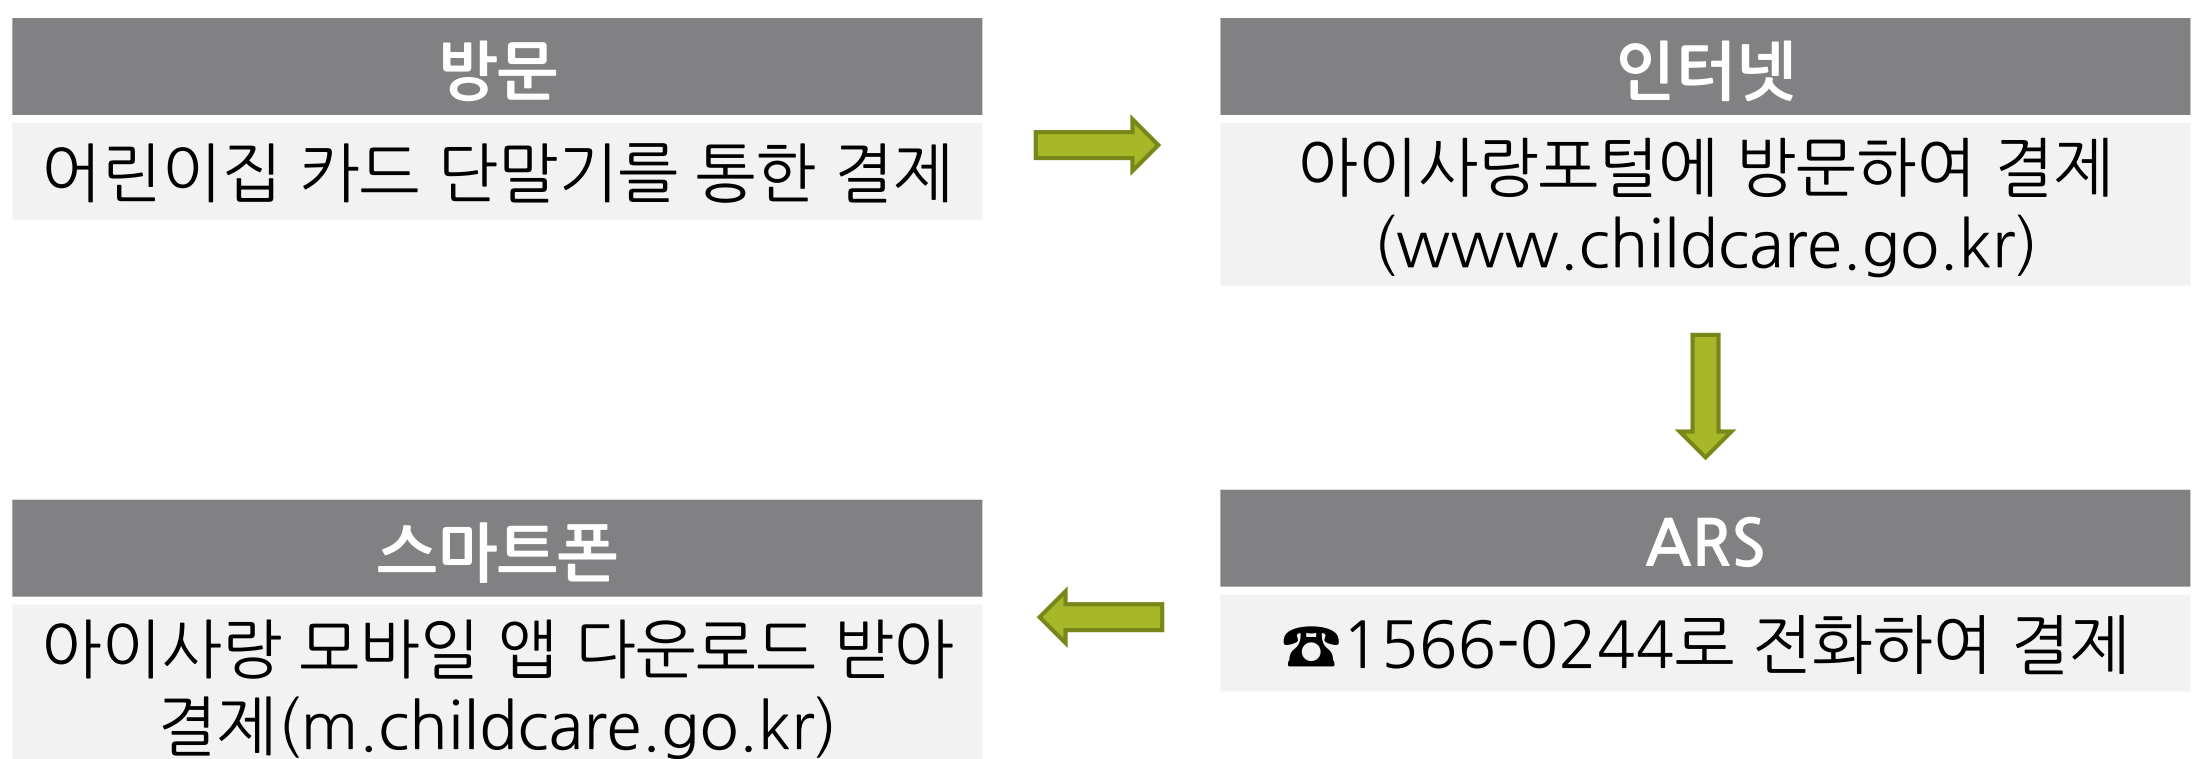 방문
어린이집 카드 단말기를 통한 결제
인터넷
아이사랑포털에 방문하여 결제
(www.childcare.go.kr)
ARS
☎1566-0244로 전화하여 결제
스마트폰
아이사랑 모바일 앱 다운로드 받아
결제(m.childcare.go.kr)